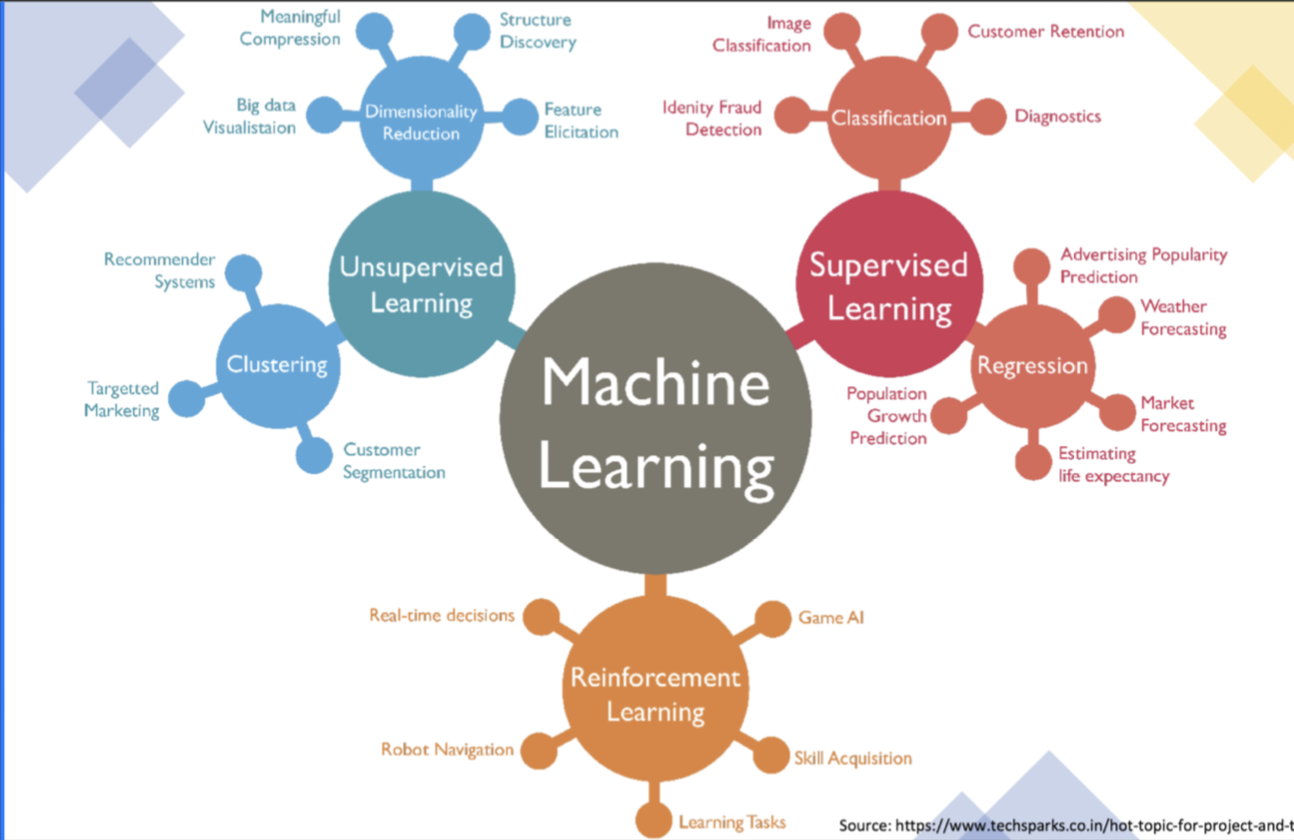 Meaningful
Compression
Structure
Discovery
Big data
Visualistaion
Dimensionality
Reduction
Feature
Elicitation
Image
Classification
Customer Retention
Idenity Fraud
Detection
Classification
Diagnostics
Unsupervised
Learning
Supervised
Learning
Recommender
Systems
Clustering
Targetted
Marketing
Customer
Segmentation
Machine
Learning
Advertising Popularity
Prediction
Weather
Forecasting
Regression
Population
Growth
Prediction
Market
Forecasting
Estimating
life expectancy
Real-time decisions
Game AI
Reinforcement
Learning
Robot Navigation
Skill Acquisition
Learning Tasks
Source: https://www.techsparks.co.in/hot-topic-for-project-and-t